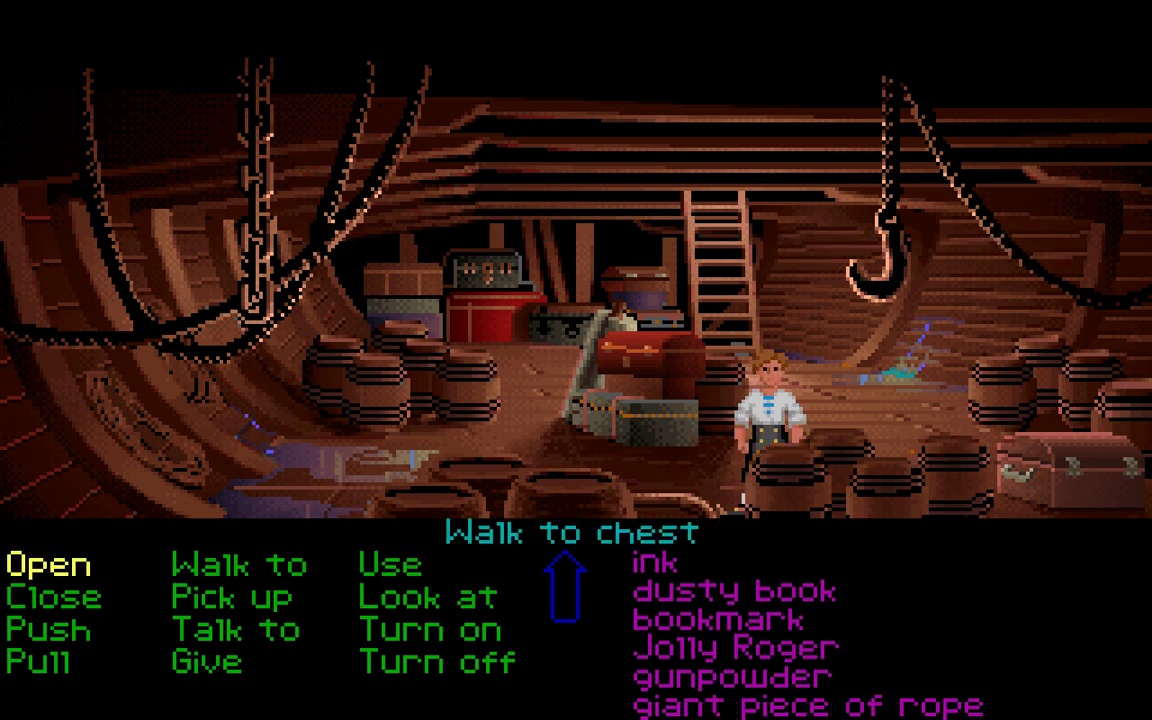 Walk to chest
Open Walk to Use
Close Pick up Look at
Push Talk to Turn on
Pull Give Turn off
ink
dusty book
bookmark
Jolly Roger
gunpowder
giant piece of rope